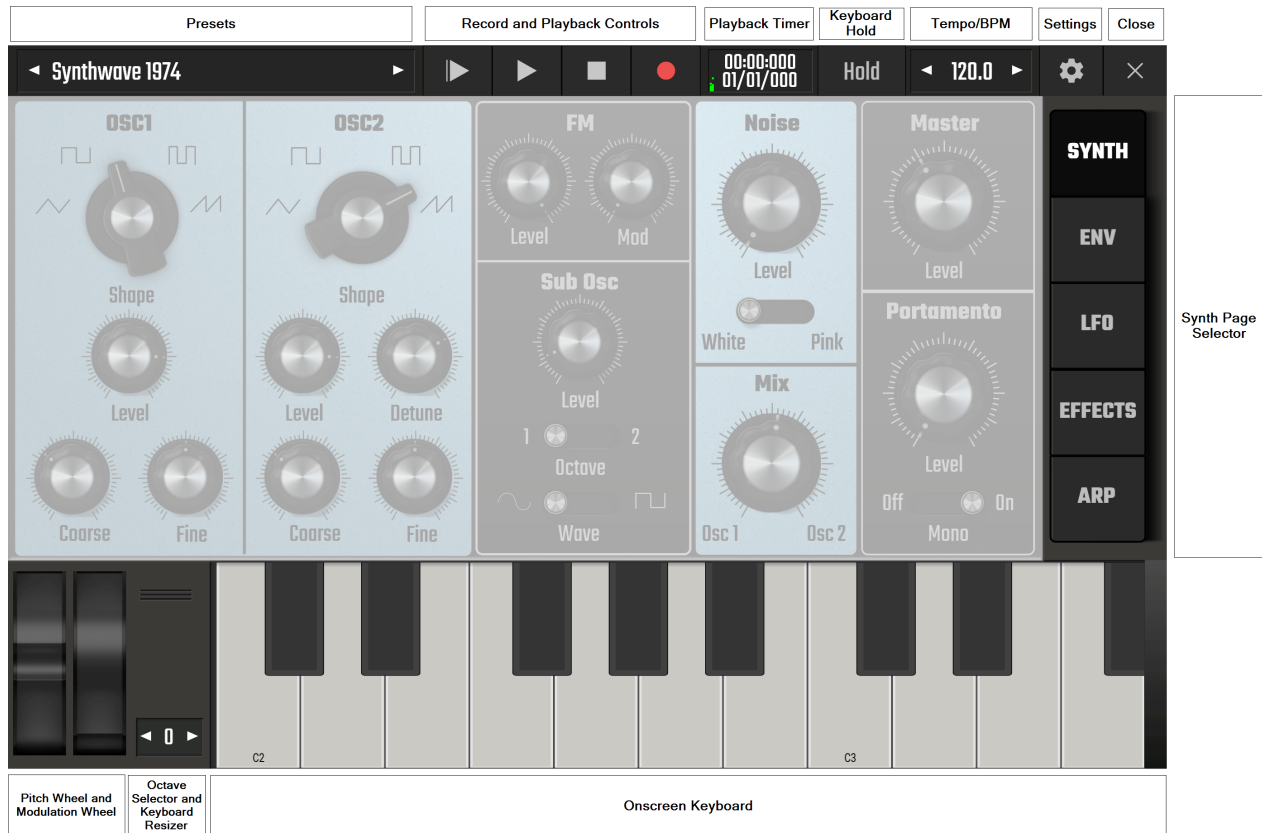 Presets
Record and Playback Controls
Playback Timer
Keyboard
Hold
Tempo/BPM
Settings
Close
Synthwave 1974
00:00:000
01/01/000
Hold
120.0
OSC1
OSC2
FM
Noise
Master
SYNTH
Level
Mod
ENV
Level
Level
Sub Osc
Shape
Shape
Portamento
LFO
Synth Page
Selector
White
Pink
Mix
Level
Level
Level
Detune
EFFECTS
1
2
Octave
Level
ARP
Off
On
Coarse
Fine
Coarse
Fine
Wave
Osc 1
Osc 2
Mono
0
C2
C3
Pitch Wheel and
Modulation Wheel
Octave
Selector and
Keyboard
Resizer
Onscreen Keyboard